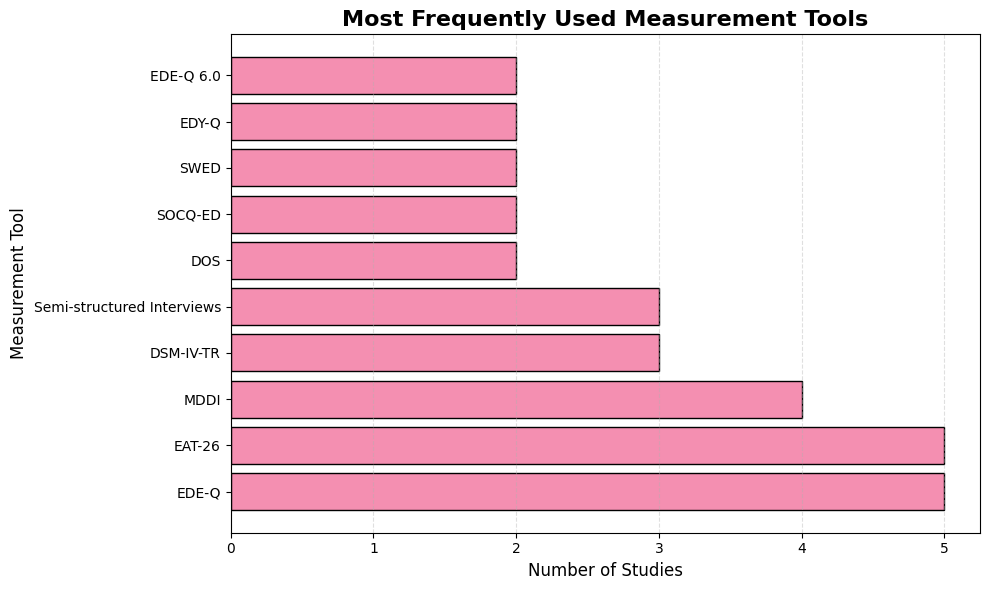 Most Frequently Used Measurement Tools
Measurement Tool
EDE-Q 6.0
EDY-Q
SWED
SOCQ-ED
DOS
Semi-structured Interviews
DSM-IV-TR
MDDI
EAT-26
EDE-Q
0 1 2 3 4 5
Number of Studies